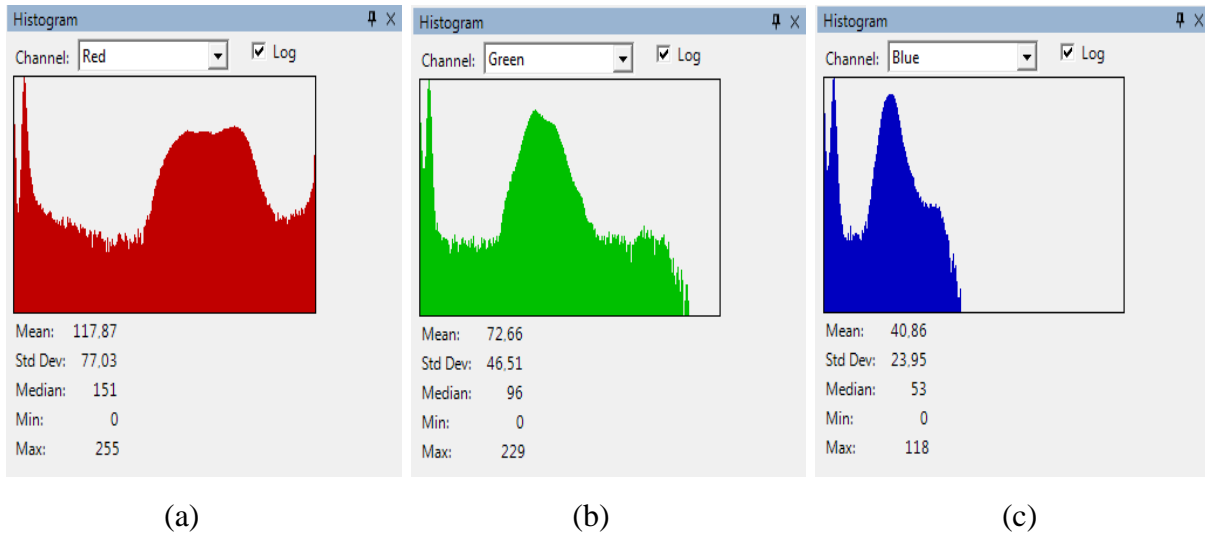 Histogram
Channel: Red Log
Mean: 117,87
Std Dev: 77,03
Median: 151
Min: 0
Max: 255
(a)
Histogram
Channel: Green Log
Mean: 72,66
Std Dev: 46,51
Median: 96
Min: 0
Max: 229
(b)
Histogram
Channel: Blue Log
Mean: 40,86
Std Dev: 23,95
Median: 53
Min: 0
Max: 118
(c)